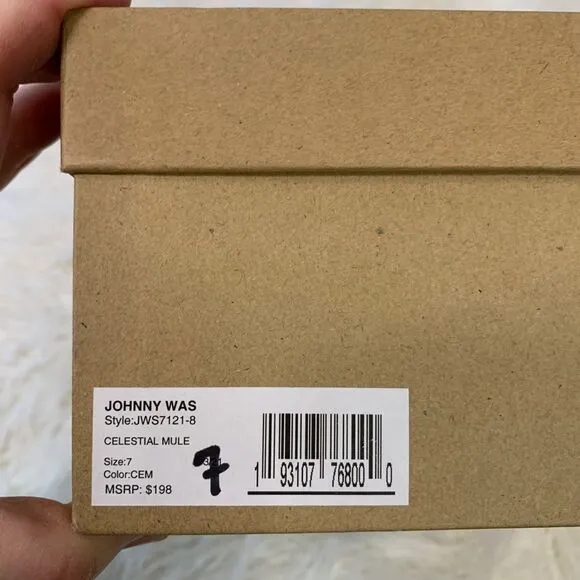 JOHNNY WAS
Style:JWS7121-8
CELESTIAL MULE
Size:7
Color:CEM
MSRP: $198
7
1 93107 76800 0